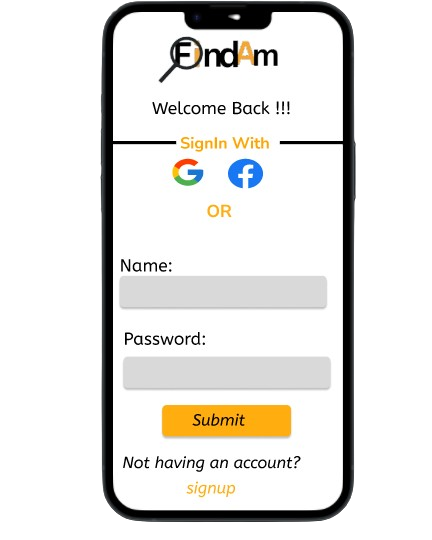 FindAm
Welcome Back !!!
SignIn With
G f
OR
Name:
Password:
Submit
Not having an account?
signup